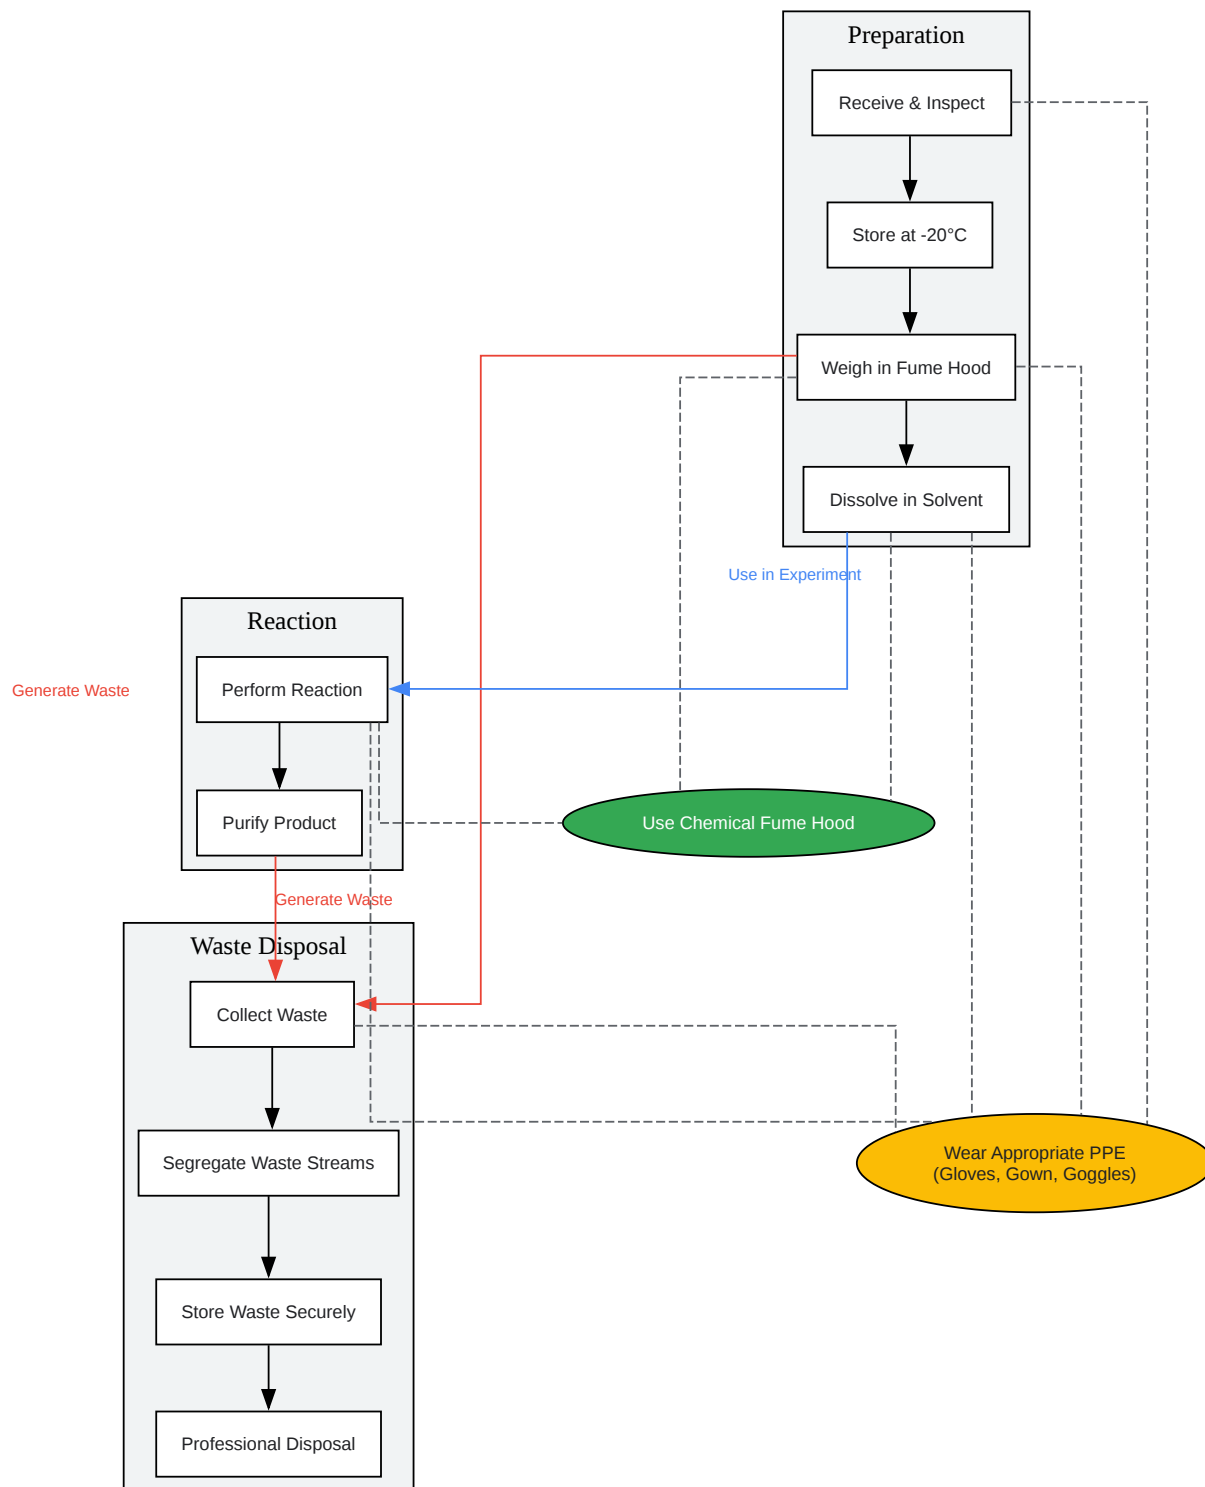 Preparation
Receive & Inspect
Store at -20°C
Weigh in Fume Hood
Dissolve in Solvent
Use in Experiment
Reaction
Perform Reaction
Generate Waste
Purify Product
Use Chemical Fume Hood
Generate Waste
Waste Disposal
Collect Waste
Segregate Waste Streams
Wear Appropriate PPE
(Gloves, Gown, Goggles)
Store Waste Securely
Professional Disposal